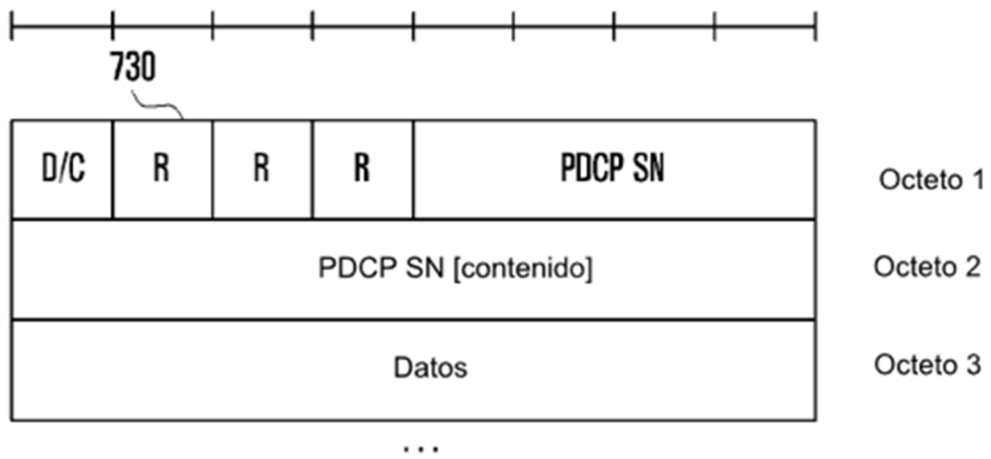 730
D/C R R R PDCP SN Octeto 1
PDCP SN [contenido] Octeto 2
Datos Octeto 3
...